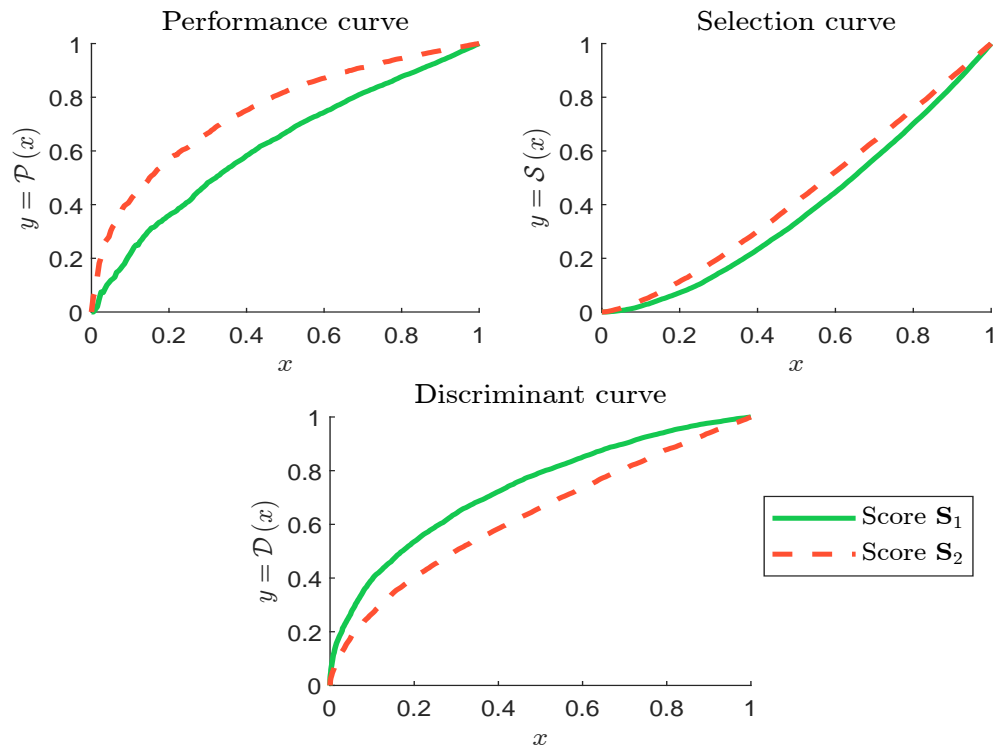 Performance curve
1
0.8
0.6
0.4
0.2
0
y = P (x)
0 0.2 0.4 0.6 0.8 1
x
Selection curve
1
0.8
0.6
0.4
0.2
0
y = S (x)
0 0.2 0.4 0.6 0.8 1
x
Discriminant curve
1
0.8
0.6
0.4
0.2
0
y = D (x)
0 0.2 0.4 0.6 0.8 1
x
Score S₁
Score S₂